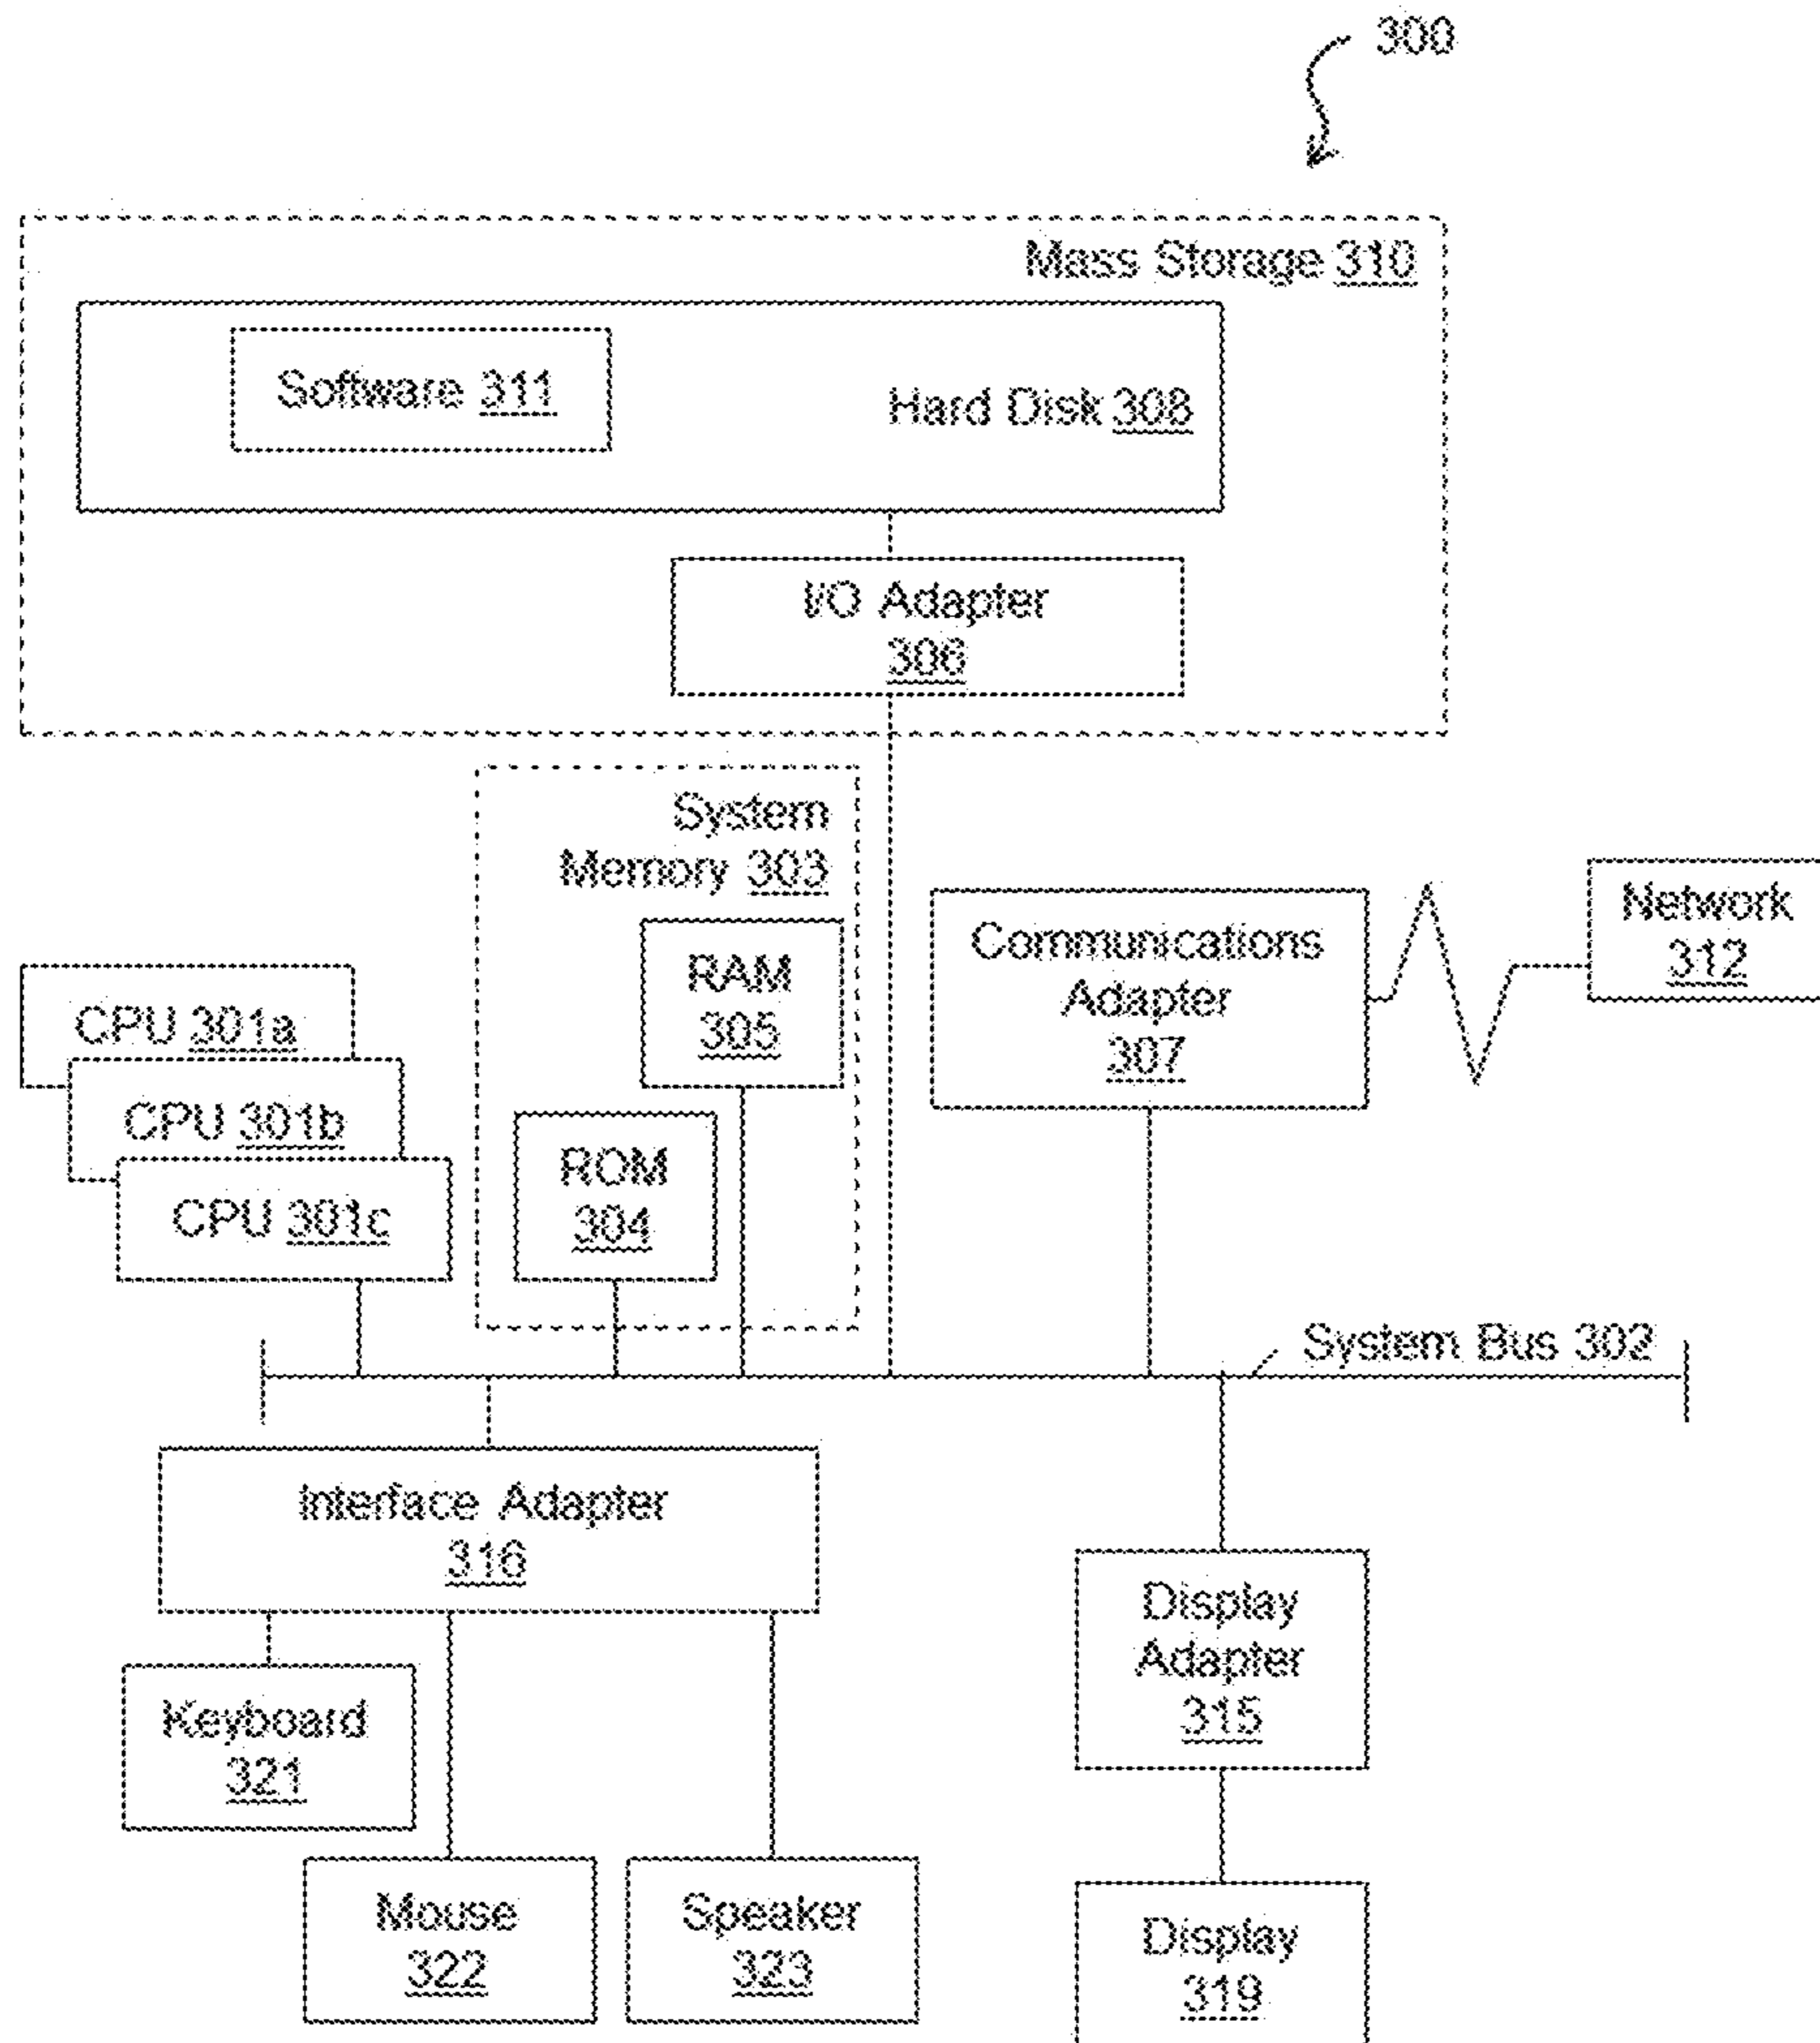 300
Mass Storage 310
Software 311
Hard Disk 308
I/O Adapter
306
System
Memory 303
RAM
305
ROM
304
Communications
Adapter
307
Network
312
CPU 301a
CPU 301b
CPU 301c
System Bus 302
Interface Adapter
316
Keyboard
321
Mouse
322
Speaker
323
Display
Adapter
315
Display
319